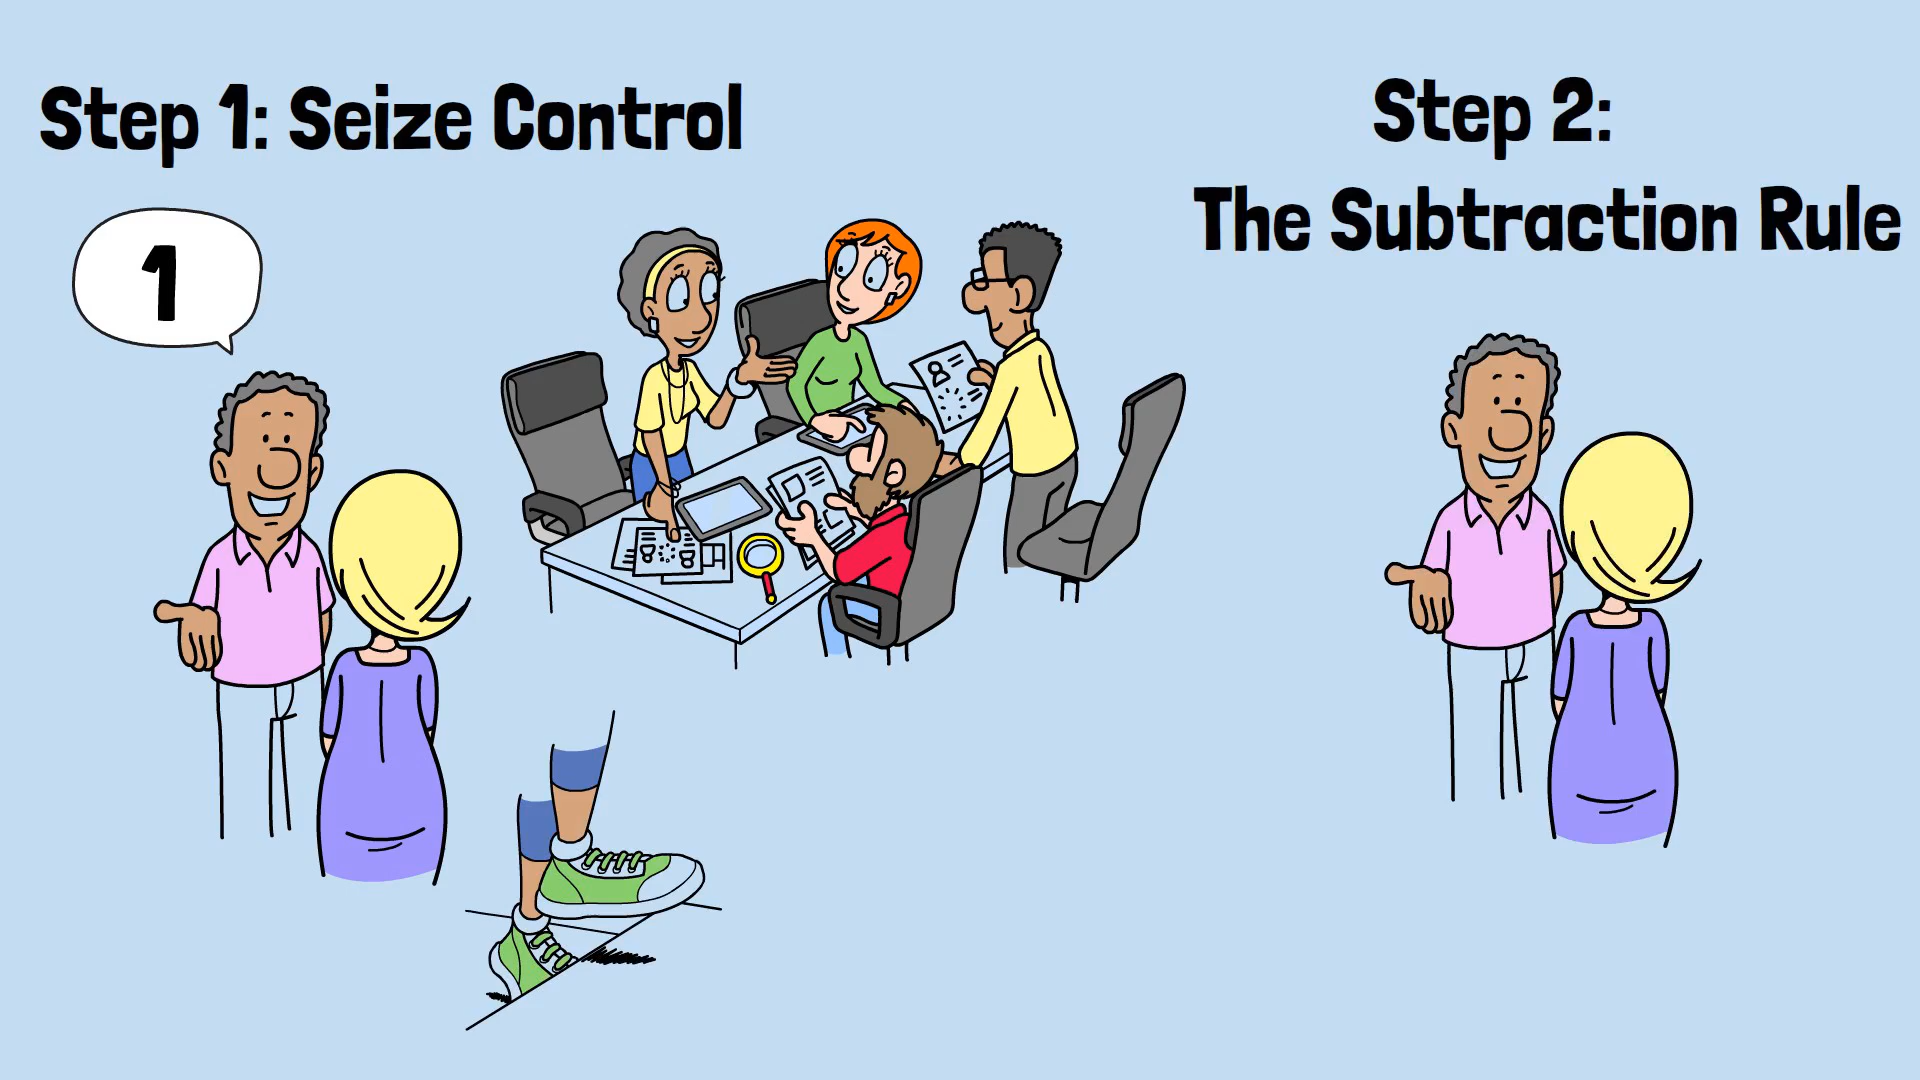 Step 1: Seize Control
1
Step 2:
The Subtraction Rule